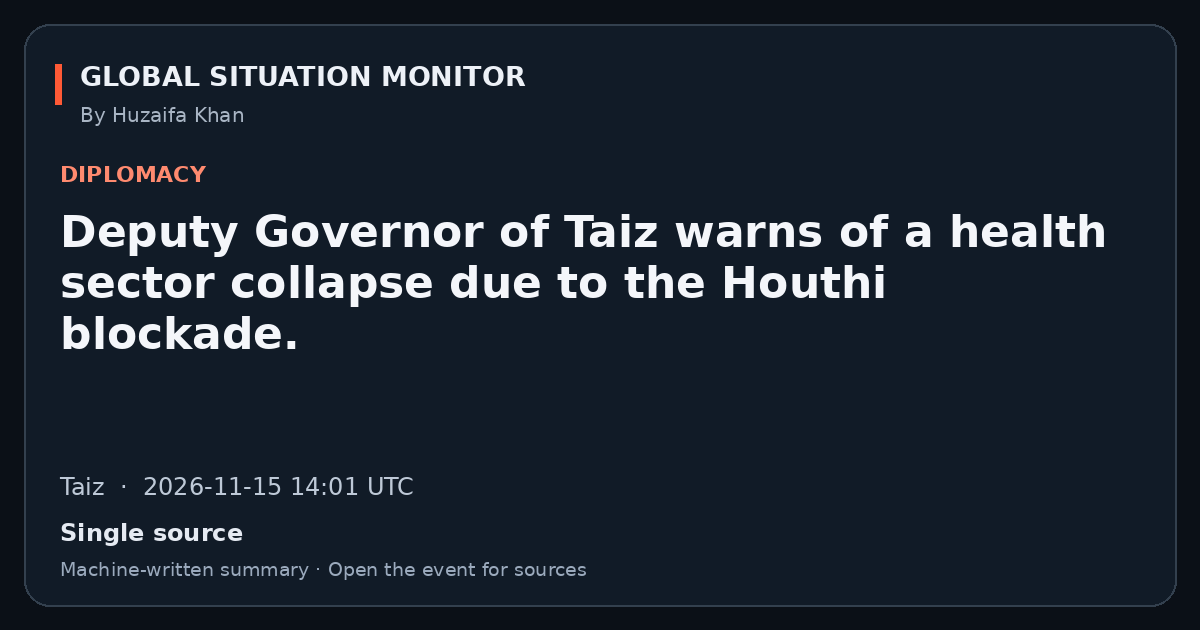 GLOBAL SITUATION MONITOR
By Huzaifa Khan
DIPLOMACY
Deputy Governor of Taiz warns of a health
sector collapse due to the Houthi
blockade.
Taiz · 2026-11-15 14:01 UTC
Single source
Machine-written summary · Open the event for sources